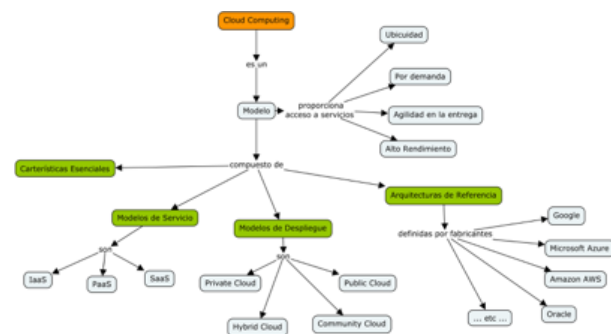 Cloud Computing
es un
Modelo
proporciona
acceso a servicios
Ubicuidad
Por demanda
Agilidad en la entrega
Alto Rendimiento
compuesto de
Carterísticas Esenciales
Modelos de Servicio
son
IaaS
PaaS
SaaS
Modelos de Despliegue
son
Private Cloud
Public Cloud
Hybrid Cloud
Community Cloud
Arquitecturas de Referencia
definidas por fabricantes
Google
Microsoft Azure
Amazon AWS
Oracle
... etc ...